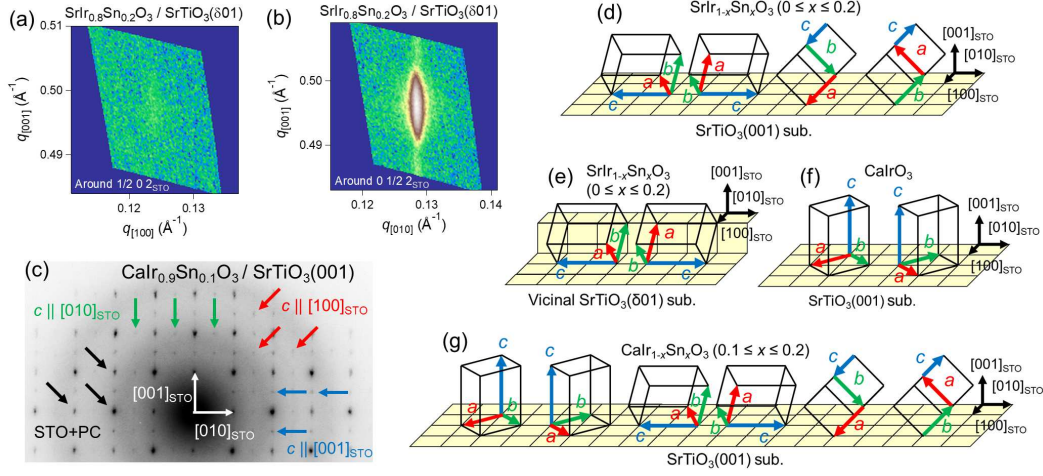 (a)
SrIr0.8Sn0.2O3 / SrTiO3(δ01)
0.51
0.50
0.49
q[001] (Å-1)
Around 1/2 0 2STO
0.12 0.13
q[100] (Å-1)
(b)
SrIr0.8Sn0.2O3 / SrTiO3(δ01)
0.50
0.49
q[001] (Å-1)
Around 0 1/2 2STO
0.12 0.13 0.14
q[010] (Å-1)
(c)
CaIr0.9Sn0.1O3 / SrTiO3(001)
c || [010]STO
c || [100]STO
[001]STO
[010]STO
STO+PC
c || [001]STO
(d)
SrIr1-xSnxO3 (0 ≤ x ≤ 0.2)
c a b
b a c
c b a
c a b
[001]STO
[010]STO
[100]STO
SrTiO3(001) sub.
(e)
SrIr1-xSnxO3
(0 ≤ x ≤ 0.2)
c a b
b a c
[001]STO
[010]STO
[100]STO
Vicinal SrTiO3(δ01) sub.
(f)
CaIrO3
c a b
c a b
[001]STO
[010]STO
[100]STO
SrTiO3(001) sub.
(g)
CaIr1-xSnxO3 (0.1 ≤ x ≤ 0.2)
c a b
c a b
c a b
b a c
c b a
c a b
[001]STO
[010]STO
[100]STO
SrTiO3(001) sub.